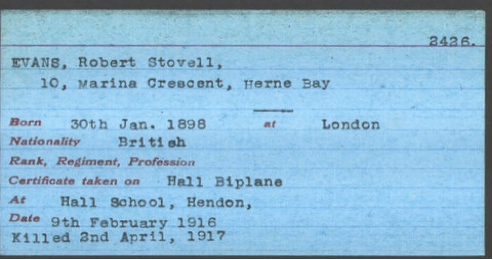 2426.
EVANS, Robert Stovell,
10, Marina Crescent, Herne Bay
Born 30th Jan. 1898 at London
Nationality British
Rank, Regiment, Profession
Certificate taken on Hall Biplane
At Hall School, Hendon,
Date 9th February 1916
Killed 2nd April, 1917